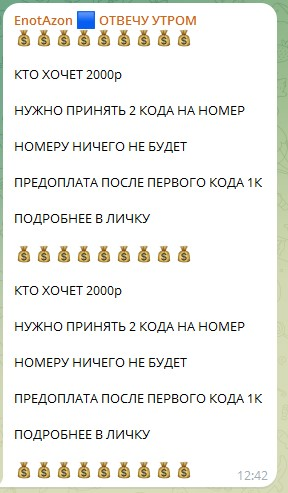 EnotAzon 🟦 ОТВЕЧУ УТРОМ
💰💰💰💰💰💰💰💰💰
КТО ХОЧЕТ 2000р
НУЖНО ПРИНЯТЬ 2 КОДА НА НОМЕР
НОМЕРУ НИЧЕГО НЕ БУДЕТ
ПРЕДОПЛАТА ПОСЛЕ ПЕРВОГО КОДА 1К
ПОДРОБНЕЕ В ЛИЧКУ
💰💰💰💰💰💰💰💰💰
КТО ХОЧЕТ 2000р
НУЖНО ПРИНЯТЬ 2 КОДА НА НОМЕР
НОМЕРУ НИЧЕГО НЕ БУДЕТ
ПРЕДОПЛАТА ПОСЛЕ ПЕРВОГО КОДА 1К
ПОДРОБНЕЕ В ЛИЧКУ
💰💰💰💰💰💰💰💰💰
12:42